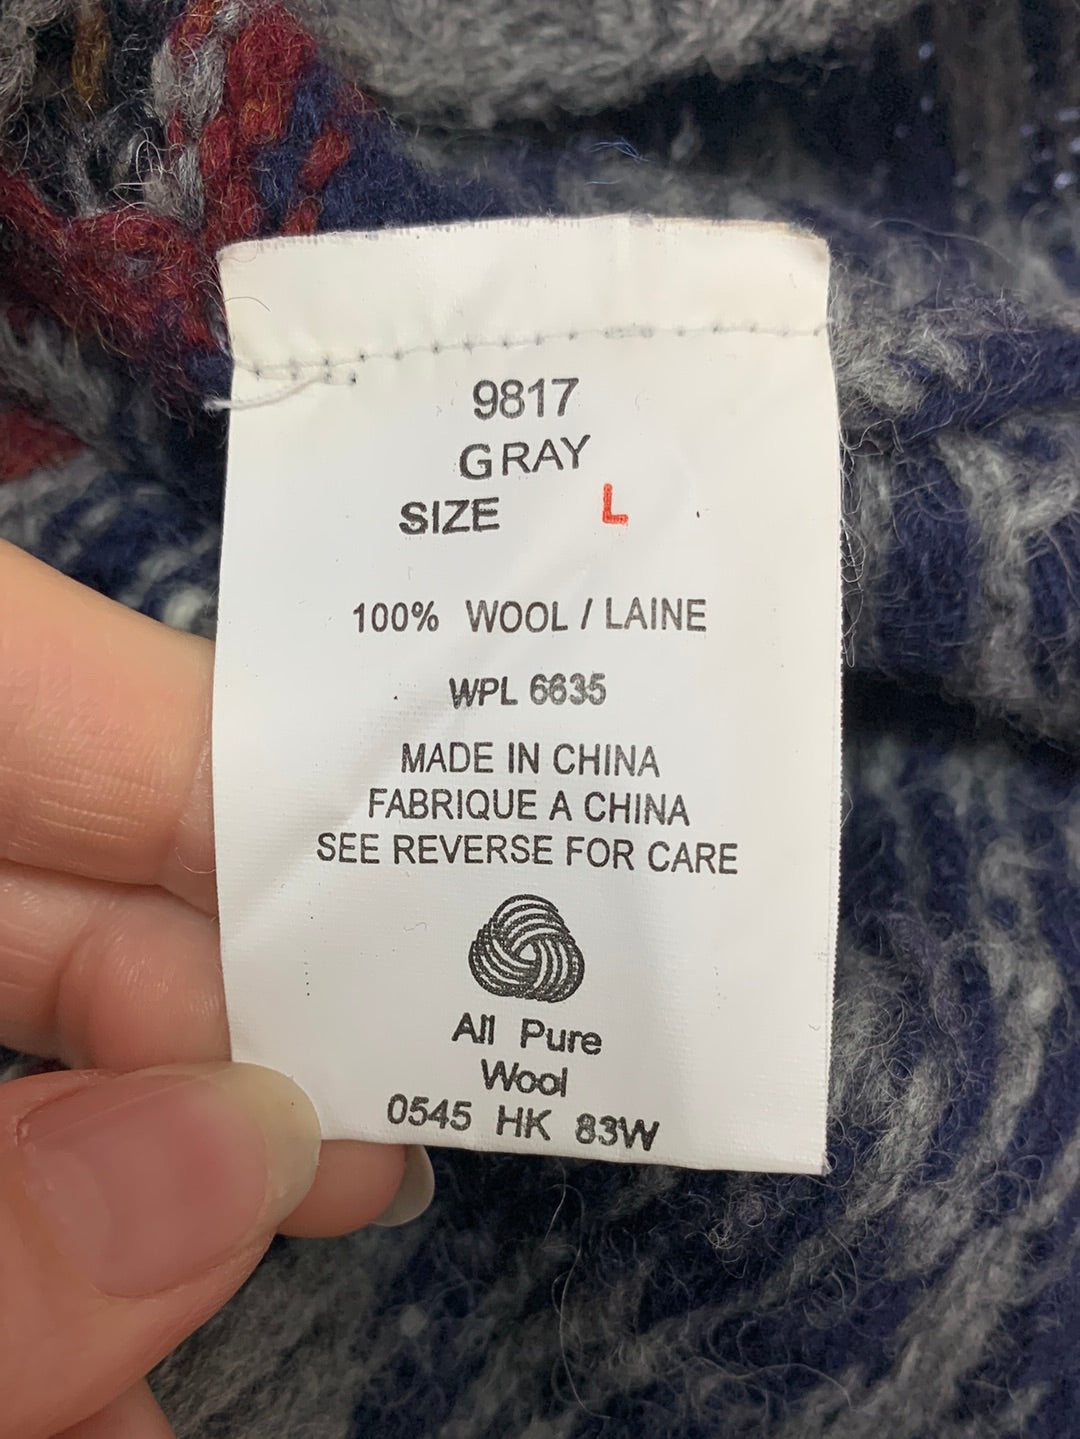 9817
GRAY
SIZE L
100% WOOL / LAINE
WPL 6635
MADE IN CHINA
FABRIQUE A CHINA
SEE REVERSE FOR CARE
All Pure
Wool
0545 HK 83W